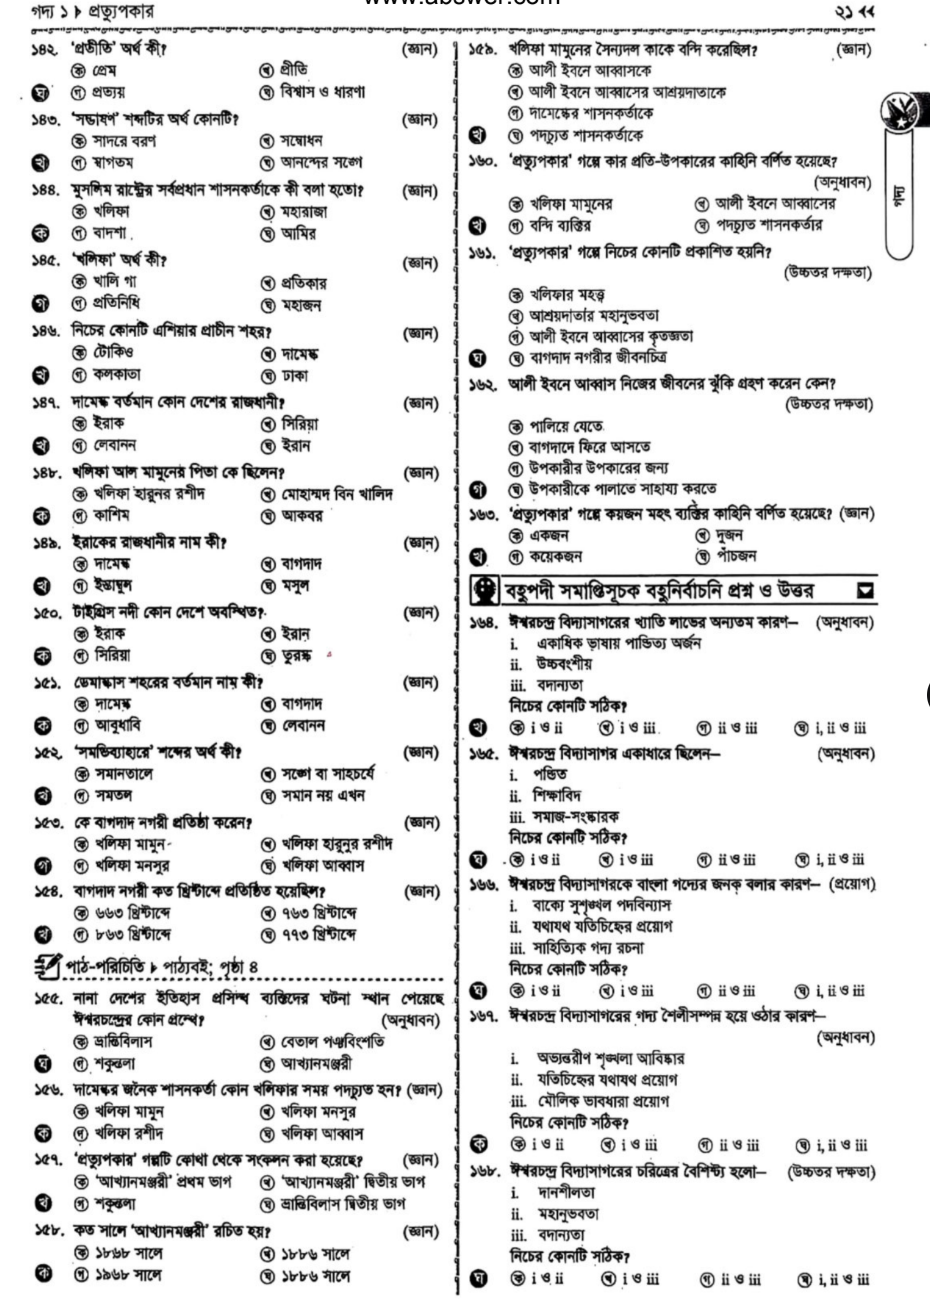 www.abswer.com
গদ্য ১ ▶ প্রত্যুপকার
২১ ◀◀
১৪২. 'প্রতীতি' অর্থ কী? (জ্ঞান)
ক প্রেম খ প্রীতি
ঘ গ প্রত্যয় ঘ বিশ্বাস ও ধারণা
১৪৩. 'সম্ভাষণ' শব্দটির অর্থ কোনটি? (জ্ঞান)
ক সাদরে বরণ খ সম্বোধন
খ গ স্বাগতম ঘ আনন্দের সঙ্গে
১৪৪. মুসলিম রাষ্ট্রের সর্বপ্রধান শাসনকর্তাকে কী বলা হতো? (জ্ঞান)
ক খলিফা খ মহারাজা
ক গ বাদশা ঘ আমির
১৪৫. 'খলিফা' অর্থ কী? (জ্ঞান)
ক খালি গা খ প্রতিকার
গ গ প্রতিনিধি ঘ মহাজন
১৪৬. নিচের কোনটি এশিয়ার প্রাচীন শহর? (জ্ঞান)
ক টোকিও খ দামেস্ক
খ গ কলকাতা ঘ ঢাকা
১৪৭. দামেস্ক বর্তমান কোন দেশের রাজধানী? (জ্ঞান)
ক ইরাক খ সিরিয়া
খ গ লেবানন ঘ ইরান
১৪৮. খলিফা আল মামুনের পিতা কে ছিলেন? (জ্ঞান)
ক খলিফা হারুনর রশীদ খ মোহাম্মদ বিন খালিদ
ক গ কাশিম ঘ আকবর
১৪৯. ইরাকের রাজধানীর নাম কী? (জ্ঞান)
ক দামেস্ক খ বাগদাদ
খ গ ইস্তাম্বুল ঘ মসুল
১৫০. টাইগ্রিস নদী কোন দেশে অবস্থিত? (জ্ঞান)
ক ইরাক খ ইরান
ক গ সিরিয়া ঘ তুরস্ক
১৫১. ডেমাস্কাস শহরের বর্তমান নাম কী? (জ্ঞান)
ক দামেস্ক খ বাগদাদ
ক গ আবুধাবি ঘ লেবানন
১৫২. 'সমভিব্যাহারে' শব্দের অর্থ কী? (জ্ঞান)
ক সমানতালে খ সঙ্গে বা সাহচর্যে
খ গ সমতল ঘ সমান নয় এখন
১৫৩. কে বাগদাদ নগরী প্রতিষ্ঠা করেন? (জ্ঞান)
ক খলিফা মামুন খ খলিফা হারুনুর রশীদ
গ গ খলিফা মনসুর ঘ খলিফা আব্বাস
১৫৪. বাগদাদ নগরী কত খ্রিস্টাব্দে প্রতিষ্ঠিত হয়েছিল? (জ্ঞান)
ক ৬৬৩ খ্রিস্টাব্দে খ ৭৬৩ খ্রিস্টাব্দে
খ গ ৮৬৩ খ্রিস্টাব্দে ঘ ৭৭৩ খ্রিস্টাব্দে
পাঠ-পরিচিতি ▶ পাঠ্যবই; পৃষ্ঠা ৪
১৫৫. নানা দেশের ইতিহাস প্রসিদ্ধ ব্যক্তিদের ঘটনা স্থান পেয়েছে
ঈশ্বরচন্দ্রের কোন গ্রন্থে? (অনুধাবন)
ক ভ্রান্তিবিলাস খ বেতাল পঞ্চবিংশতি
ঘ গ শকুন্তলা ঘ আখ্যানমঞ্জরী
১৫৬. দামেস্কর জনৈক শাসনকর্তা কোন খলিফার সময় পদচ্যুত হন? (জ্ঞান)
ক খলিফা মামুন খ খলিফা মনসুর
ক গ খলিফা রশীদ ঘ খলিফা আব্বাস
১৫৭. 'প্রত্যুপকার' গল্পটি কোথা থেকে সংকলন করা হয়েছে? (জ্ঞান)
ক 'আখ্যানমঞ্জরী' প্রথম ভাগ খ 'আখ্যানমঞ্জরী' দ্বিতীয় ভাগ
খ গ শকুন্তলা ঘ ভ্রান্তিবিলাস দ্বিতীয় ভাগ
১৫৮. কত সালে 'আখ্যানমঞ্জরী' রচিত হয়? (জ্ঞান)
ক ১৮৬৮ সালে খ ১৮৮৬ সালে
ক গ ১৯৬৮ সালে ঘ ১৮৮৬ সালে
১৫৯. খলিফা মামুনের সৈন্যদল কাকে বন্দি করেছিল? (জ্ঞান)
ক আলী ইবনে আব্বাসকে
খ আলী ইবনে আব্বাসের আশ্রয়দাতাকে
গ দামেস্কের শাসনকর্তাকে
খ ঘ পদচ্যুত শাসনকর্তাকে
১৬০. 'প্রত্যুপকার' গল্পে কার প্রতি-উপকারের কাহিনি বর্ণিত হয়েছে?
(অনুধাবন)
ক খলিফা মামুনের খ আলী ইবনে আব্বাসের
খ গ বন্দি ব্যক্তির ঘ পদচ্যুত শাসনকর্তার
১৬১. 'প্রত্যুপকার' গল্পে নিচের কোনটি প্রকাশিত হয়নি?
(উচ্চতর দক্ষতা)
ক খলিফার মহত্ত্ব
খ আশ্রয়দাতার মহানুভবতা
গ আলী ইবনে আব্বাসের কৃতজ্ঞতা
ঘ ঘ বাগদাদ নগরীর জীবনচিত্র
১৬২. আলী ইবনে আব্বাস নিজের জীবনের ঝুঁকি গ্রহণ করেন কেন?
(উচ্চতর দক্ষতা)
ক পালিয়ে যেতে
খ বাগদাদে ফিরে আসতে
গ উপকারীর উপকারের জন্য
গ ঘ উপকারীকে পালাতে সাহায্য করতে
১৬৩. 'প্রত্যুপকার' গল্পে কয়জন মহৎ ব্যক্তির কাহিনি বর্ণিত হয়েছে? (জ্ঞান)
ক একজন খ দুজন
খ গ কয়েকজন ঘ পাঁচজন
বহুপদী সমাপ্তিসূচক বহুনির্বাচনি প্রশ্ন ও উত্তর
১৬৪. ঈশ্বরচন্দ্র বিদ্যাসাগরের খ্যাতি লাভের অন্যতম কারণ— (অনুধাবন)
i. একাধিক ভাষায় পান্ডিত্য অর্জন
ii. উচ্চবংশীয়
iii. বদান্যতা
নিচের কোনটি সঠিক?
খ ক i ও ii খ i ও iii গ ii ও iii ঘ i, ii ও iii
১৬৫. ঈশ্বরচন্দ্র বিদ্যাসাগর একাধারে ছিলেন— (অনুধাবন)
i. পণ্ডিত
ii. শিক্ষাবিদ
iii. সমাজ-সংস্কারক
নিচের কোনটি সঠিক?
ঘ ক i ও ii খ i ও iii গ ii ও iii ঘ i, ii ও iii
১৬৬. ঈশ্বরচন্দ্র বিদ্যাসাগরকে বাংলা গদ্যের জনক বলার কারণ— (প্রয়োগ)
i. বাক্যে সুশৃঙ্খল পদবিন্যাস
ii. যথাযথ যতিচিহ্নের প্রয়োগ
iii. সাহিত্যিক গদ্য রচনা
নিচের কোনটি সঠিক?
ঘ ক i ও ii খ i ও iii গ ii ও iii ঘ i, ii ও iii
১৬৭. ঈশ্বরচন্দ্র বিদ্যাসাগরের গদ্য শৈলীসম্পন্ন হয়ে ওঠার কারণ—
(অনুধাবন)
i. অভ্যন্তরীণ শৃঙ্খলা আবিষ্কার
ii. যতিচিহ্নের যথাযথ প্রয়োগ
iii. মৌলিক ভাবধারা প্রয়োগ
নিচের কোনটি সঠিক?
ক ক i ও ii খ i ও iii গ ii ও iii ঘ i, ii ও iii
১৬৮. ঈশ্বরচন্দ্র বিদ্যাসাগরের চরিত্রের বৈশিষ্ট্য হলো— (উচ্চতর দক্ষতা)
i. দানশীলতা
ii. মহানুভবতা
iii. বদান্যতা
নিচের কোনটি সঠিক?
ঘ ক i ও ii খ i ও iii গ ii ও iii ঘ i, ii ও iii
গদ্য